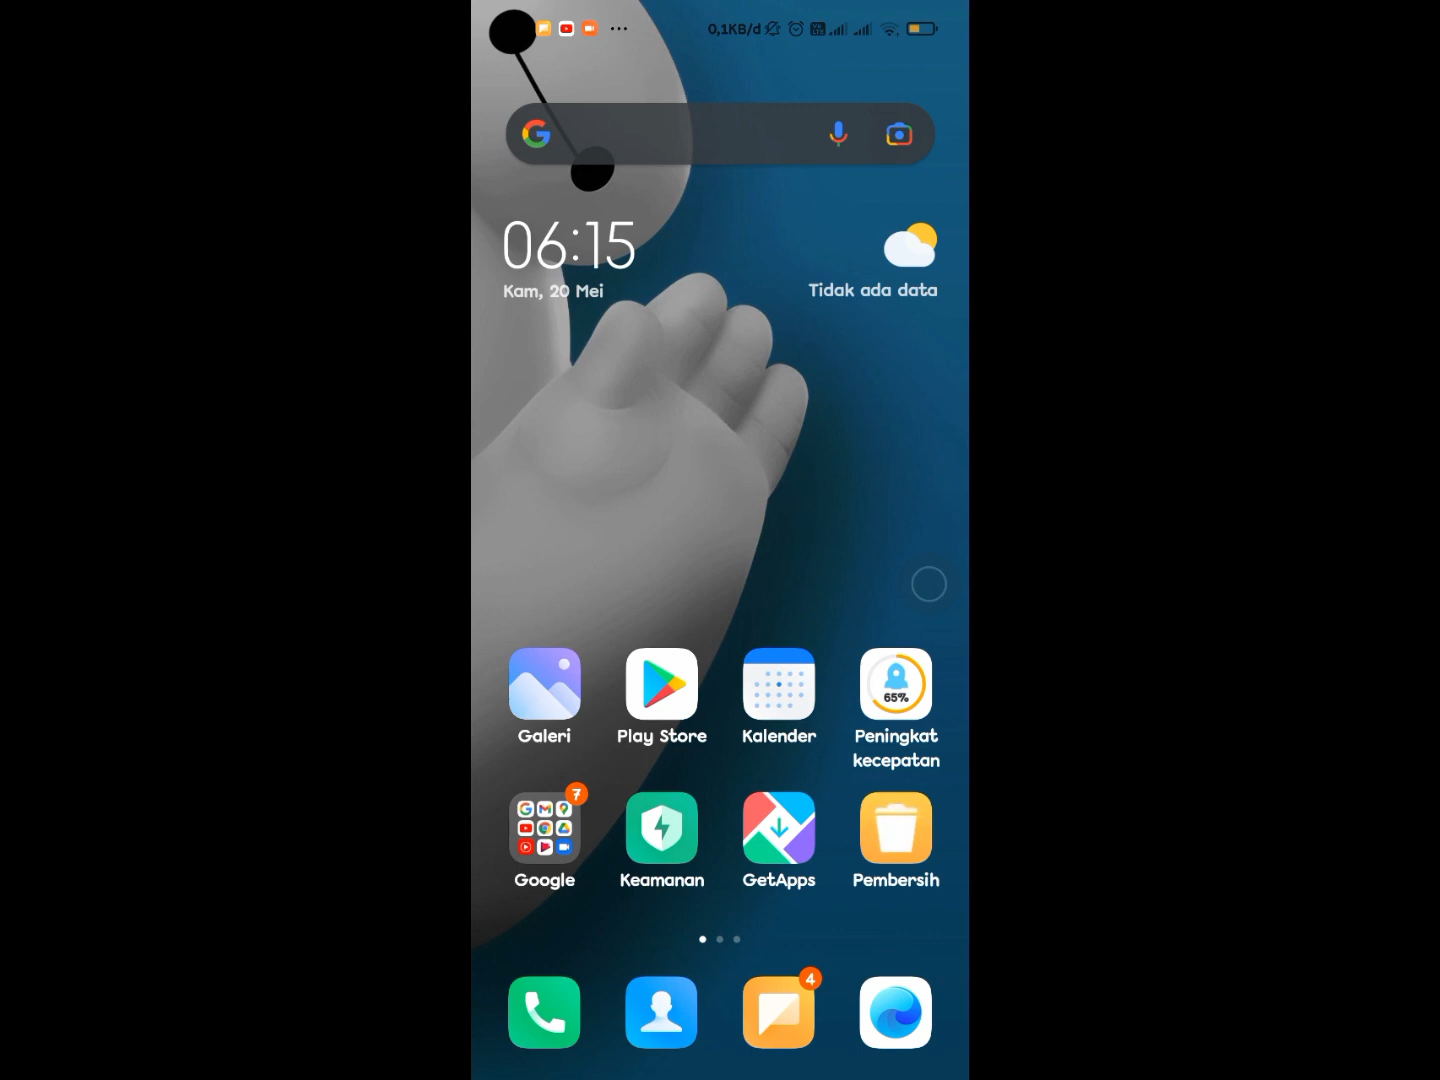 0,1KB/d
06:15
Kam, 20 Mei
Tidak ada data
65%
Galeri
Play Store
Kalender
Peningkat
kecepatan
7
Google
Keamanan
GetApps
Pembersih
4